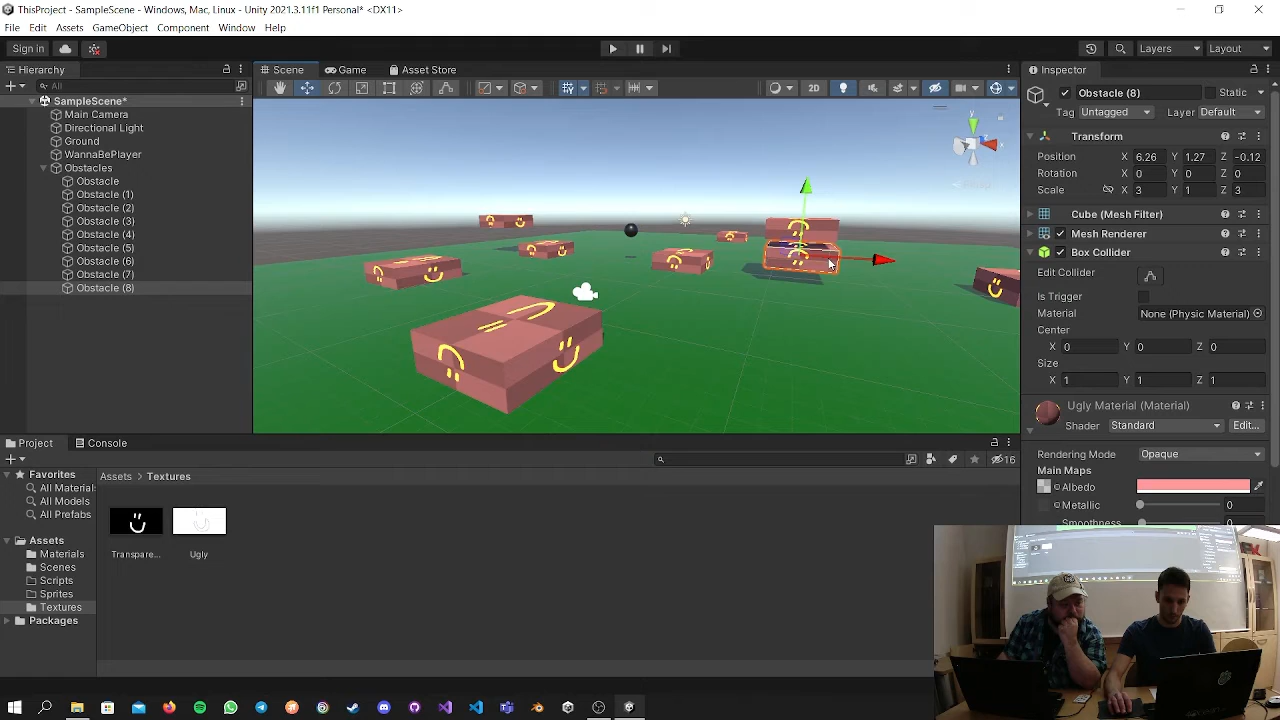 ThisProject - SampleScene - Windows, Mac, Linux - Unity 2021.3.11f1 Personal* <DX11>
File Edit Assets GameObject Component Window Help
Sign in
Layers
Layout
Hierarchy
Scene
Game
Asset Store
Inspector
All
2D
SampleScene*
Main Camera
Directional Light
Ground
WannaBePlayer
Obstacles
Obstacle
Obstacle (1)
Obstacle (2)
Obstacle (3)
Obstacle (4)
Obstacle (5)
Obstacle (6)
Obstacle (7)
Obstacle (8)
y
x
z
Obstacle (8)
Static
Tag Untagged
Layer Default
Transform
Position X 6.26 Y 1.27 Z -0.12
Rotation X 0 Y 0 Z 0
Scale X 3 Y 1 Z 3
Cube (Mesh Filter)
Mesh Renderer
Box Collider
Edit Collider
Is Trigger
Material None (Physic Material)
Center
X 0 Y 0 Z 0
Size
X 1 Y 1 Z 1
Ugly Material (Material)
Shader Standard Edit...
Rendering Mode Opaque
Main Maps
Albedo
Metallic 0
Smoothness 0
Project
Console
16
Favorites
All Materials
All Models
All Prefabs
Assets
Materials
Scenes
Scripts
Sprites
Textures
Packages
Assets > Textures
Transpare...
Ugly